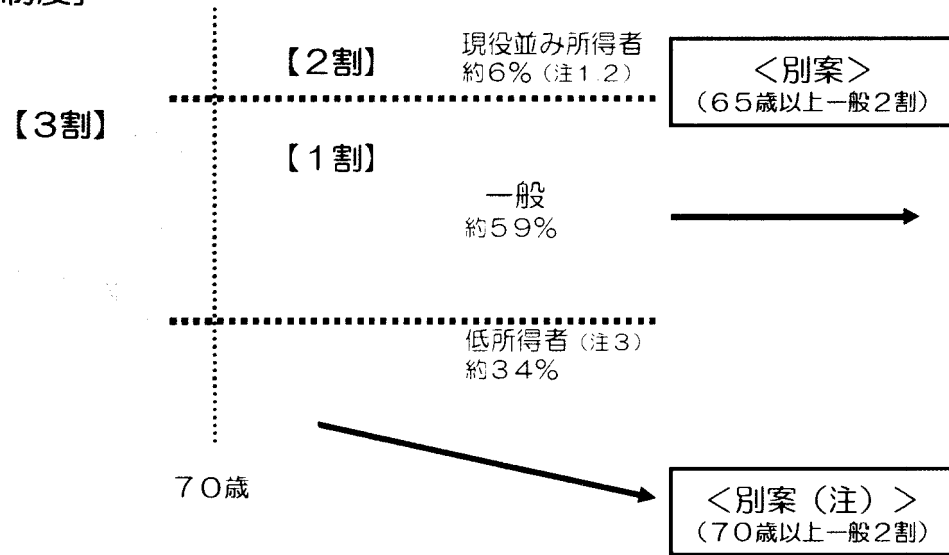 制度」
【2割】
現役並み所得者
約6%(注1.2)
<別案>
(65歳以上一般2割)
【3割】
【1割】
一般
約59%
低所得者(注3)
約34%
70歳
<別案(注)>
(70歳以上一般2割)